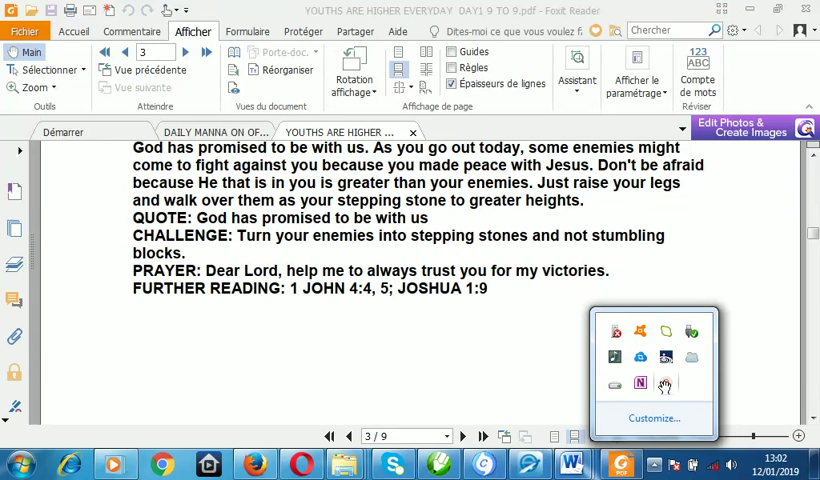 YOUTHS ARE HIGHER EVERYDAY DAY1 9 TO 9.pdf - Foxit Reader
Fichier Accueil Commentaire Afficher Formulaire Protéger Partager Aide Dites-moi ce que vous voulez f Chercher
Main
Sélectionner
Zoom
Outils
3
Vue précédente
Vue suivante
Atteindre
Porte-doc.
Réorganiser
Vues du document
Rotation
affichage
Guides
Règles
Épaisseurs de lignes
Affichage de page
Assistant
Afficher le
paramétrage
123
ABC
Compte
de mots
Réviser
Démarrer DAILY MANNA ON OF... YOUTHS ARE HIGHER ...
Edit Photos &
Create Images
God has promised to be with us. As you go out today, some enemies might
come to fight against you because you made peace with Jesus. Don't be afraid
because He that is in you is greater than your enemies. Just raise your legs
and walk over them as your stepping stone to greater heights.
QUOTE: God has promised to be with us
CHALLENGE: Turn your enemies into stepping stones and not stumbling
blocks.
PRAYER: Dear Lord, help me to always trust you for my victories.
FURTHER READING: 1 JOHN 4:4, 5; JOSHUA 1:9
Customize...
3 / 9
13:02
12/01/2019